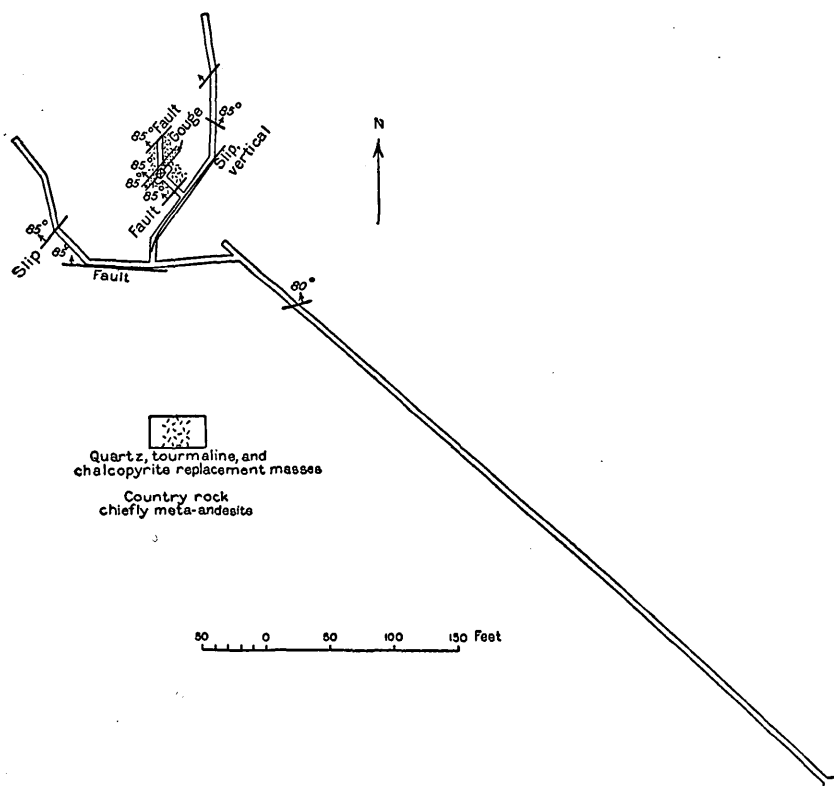 85°
Fault
Gouge
85°
85°
85°
85°
Slip, vertical
Fault
N
85°
Slip
85°
Fault
80°
Quartz, tourmaline, and
chalcopyrite replacement masses
Country rock
chiefly meta-andesite
50 0 50 100 150 Feet